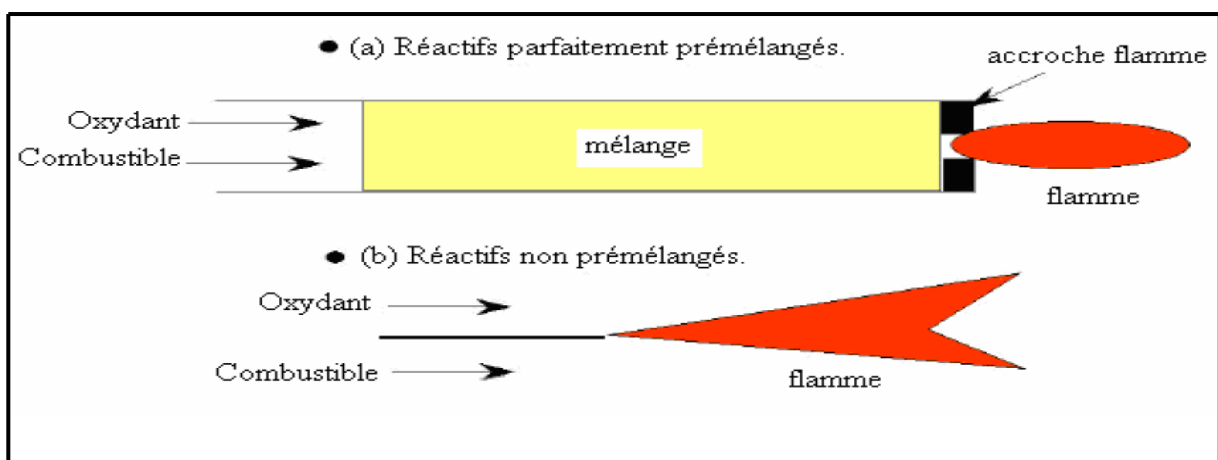 ● (a) Réactifs parfaitement prémélangés.
accroche flamme
Oxydant
Combustible
mélange
flamme
● (b) Réactifs non prémélangés.
Oxydant
Combustible
flamme